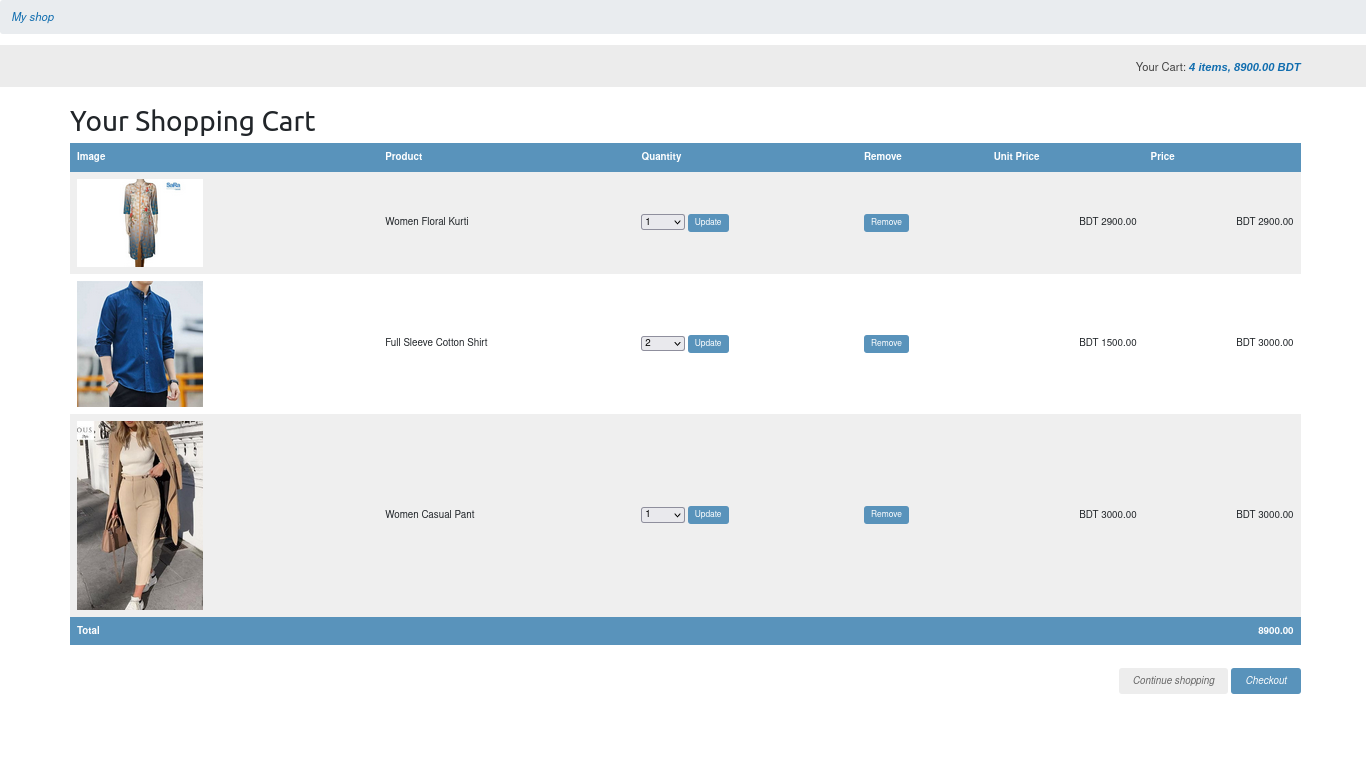 My shop
Your Cart: 4 items, 8900.00 BDT
Your Shopping Cart
Image Product Quantity Remove Unit Price Price
SaRa
Women Floral Kurti 1 Update Remove BDT 2900.00 BDT 2900.00
Full Sleeve Cotton Shirt 2 Update Remove BDT 1500.00 BDT 3000.00
OUS
Women Casual Pant 1 Update Remove BDT 3000.00 BDT 3000.00
Total 8900.00
Continue shopping Checkout